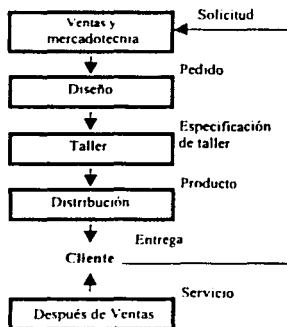 Solicitud
Ventas y
mercadotecnia
Pedido
Diseño
Especificación
de taller
Taller
Producto
Distribución
Entrega
Cliente
Servicio
Después de Ventas